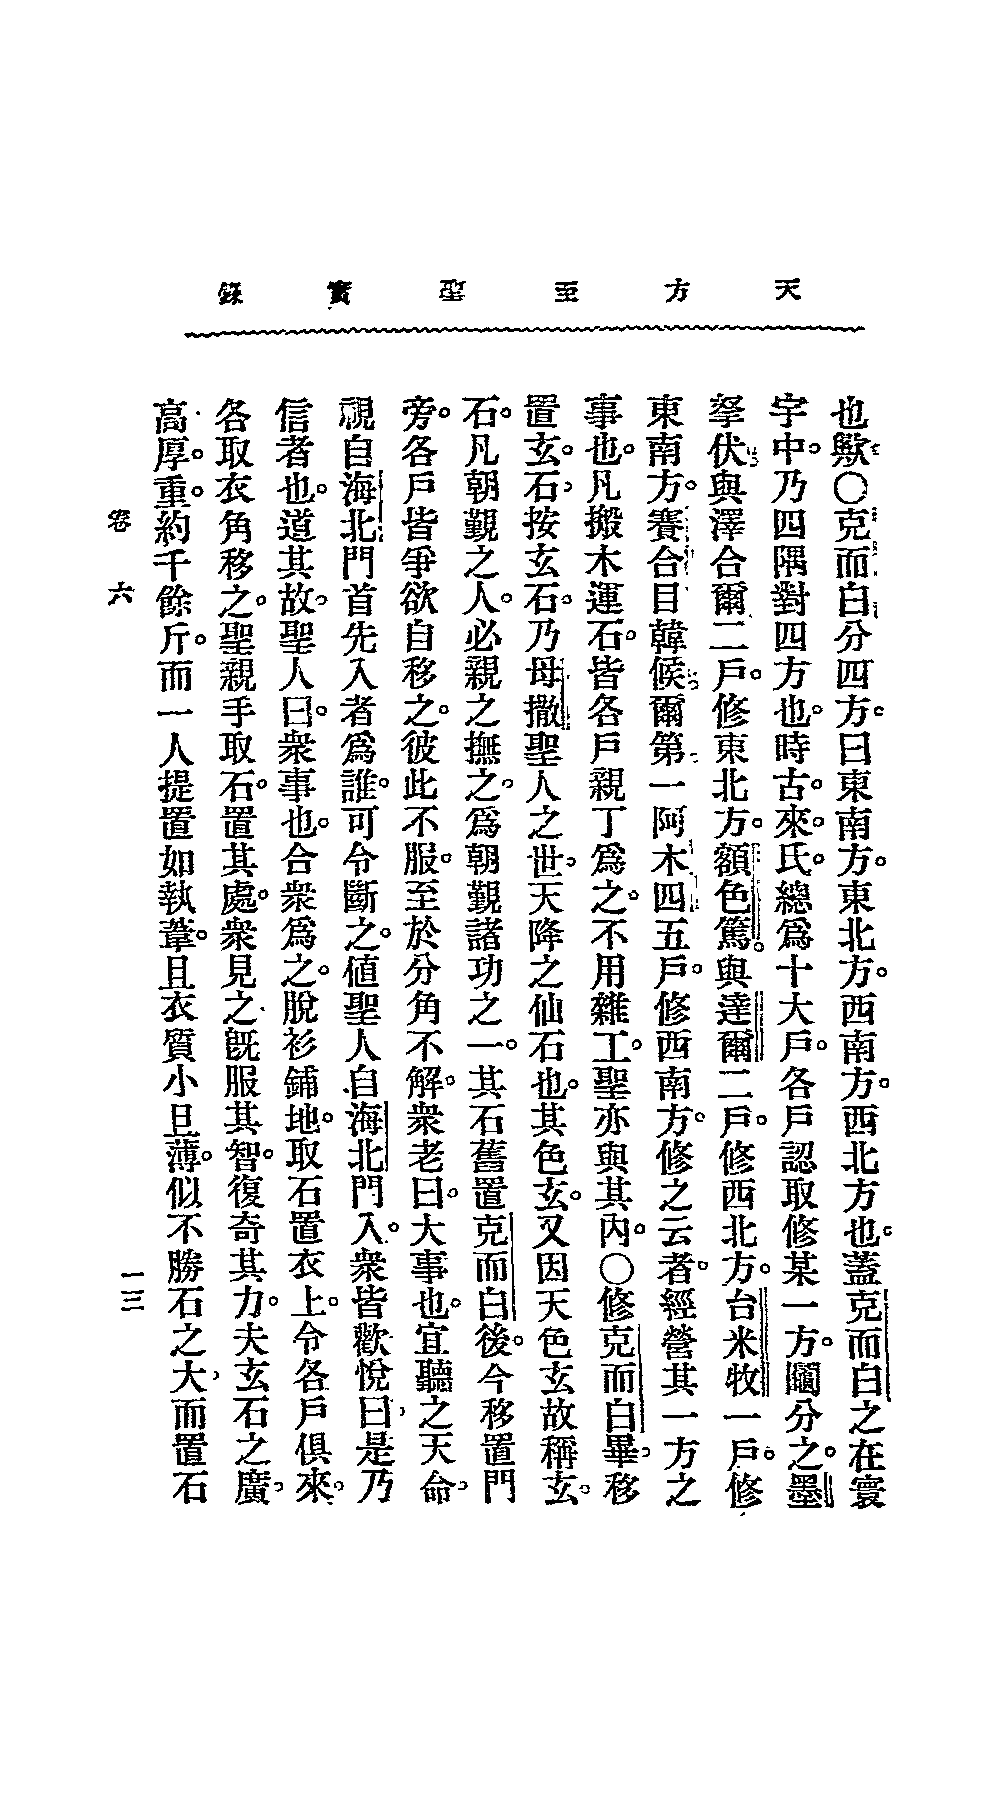 天方至聖實錄
也歟〇克而白分四方。曰東南方。東北方。西南方。西北方也。蓋克而白之在寰
宇中。乃四隅對四方也。時古來氏。總爲十大戶。各戶認取修某一方。鬮分之。墨
拏伏與澤合爾二戶。修東北方。額色篤。與達爾二戶。修西北方。台米牧一戶。修
東南方。賽合目韓候爾第一阿木四五戶。修西南方。修之云者。經營其一方之
事也。凡搬木運石。皆各戶親丁爲之。不用雜工。聖亦與其內。〇修克而白畢、移
置玄。石、按玄石。乃母撒聖人之世、天降之仙石也。其色玄。又因天色玄故稱玄。
石。凡朝覲之人。必親之撫之、爲朝覲諸功之一。其石舊置克而白後。今移置門
旁。各戶皆爭欲自移之。彼此不服。至於分角不解。衆老曰。大事也。宜聽之天命、
視自海北門首先入者爲誰。可令斷之。値聖人自海北門入。衆皆歡悅曰、是乃
信者也。道其故。聖人曰。衆事也。合衆爲之。脫衫鋪地。取石置衣上。令各戶俱來、
各取衣角移之。聖親手取石。置其處。衆見之既服其智。復奇其力。夫玄石之廣、
高厚。重。約千餘斤。而一人提置如執葦。且衣質小且薄。似不勝石之大、而置石
卷六
一三